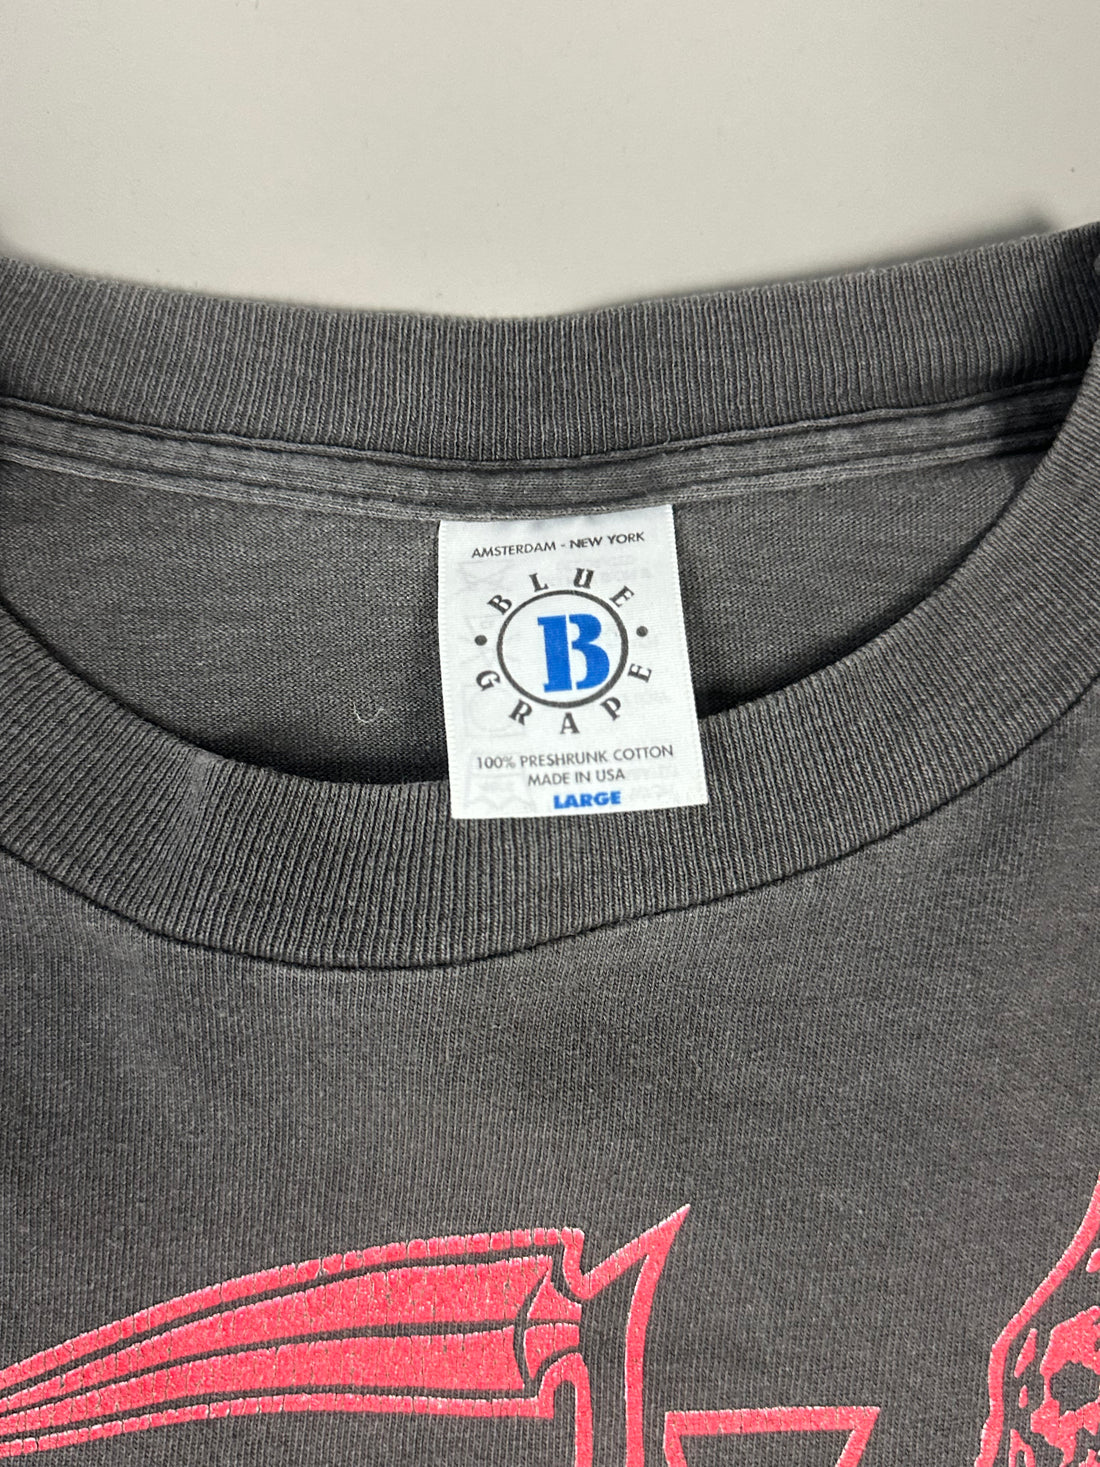 AMSTERDAM - NEW YORK
BLUE
B
GRAPE
100% PRESHRUNK COTTON
MADE IN USA
LARGE